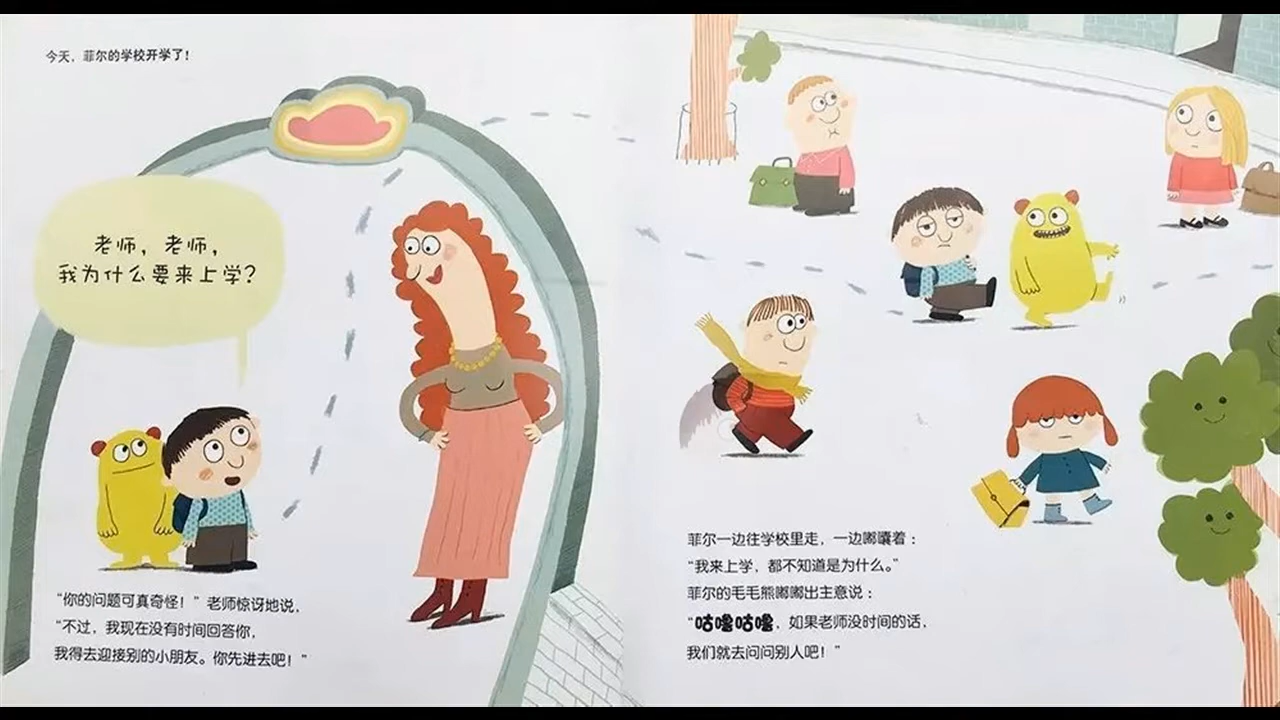 今天，菲尔的学校开学了！
老师，老师，
我为什么要来上学？
“你的问题可真奇怪！”老师惊讶地说，
“不过，我现在没有时间回答你，
我得去迎接别的小朋友。你先进去吧！”
菲尔一边往学校里走，一边嘟囔着：
“我来上学，都不知道是为什么。”
菲尔的毛毛熊嘟嘟出主意说：
“咕噜咕噜，如果老师没时间的话，
我们就去问问别人吧！”